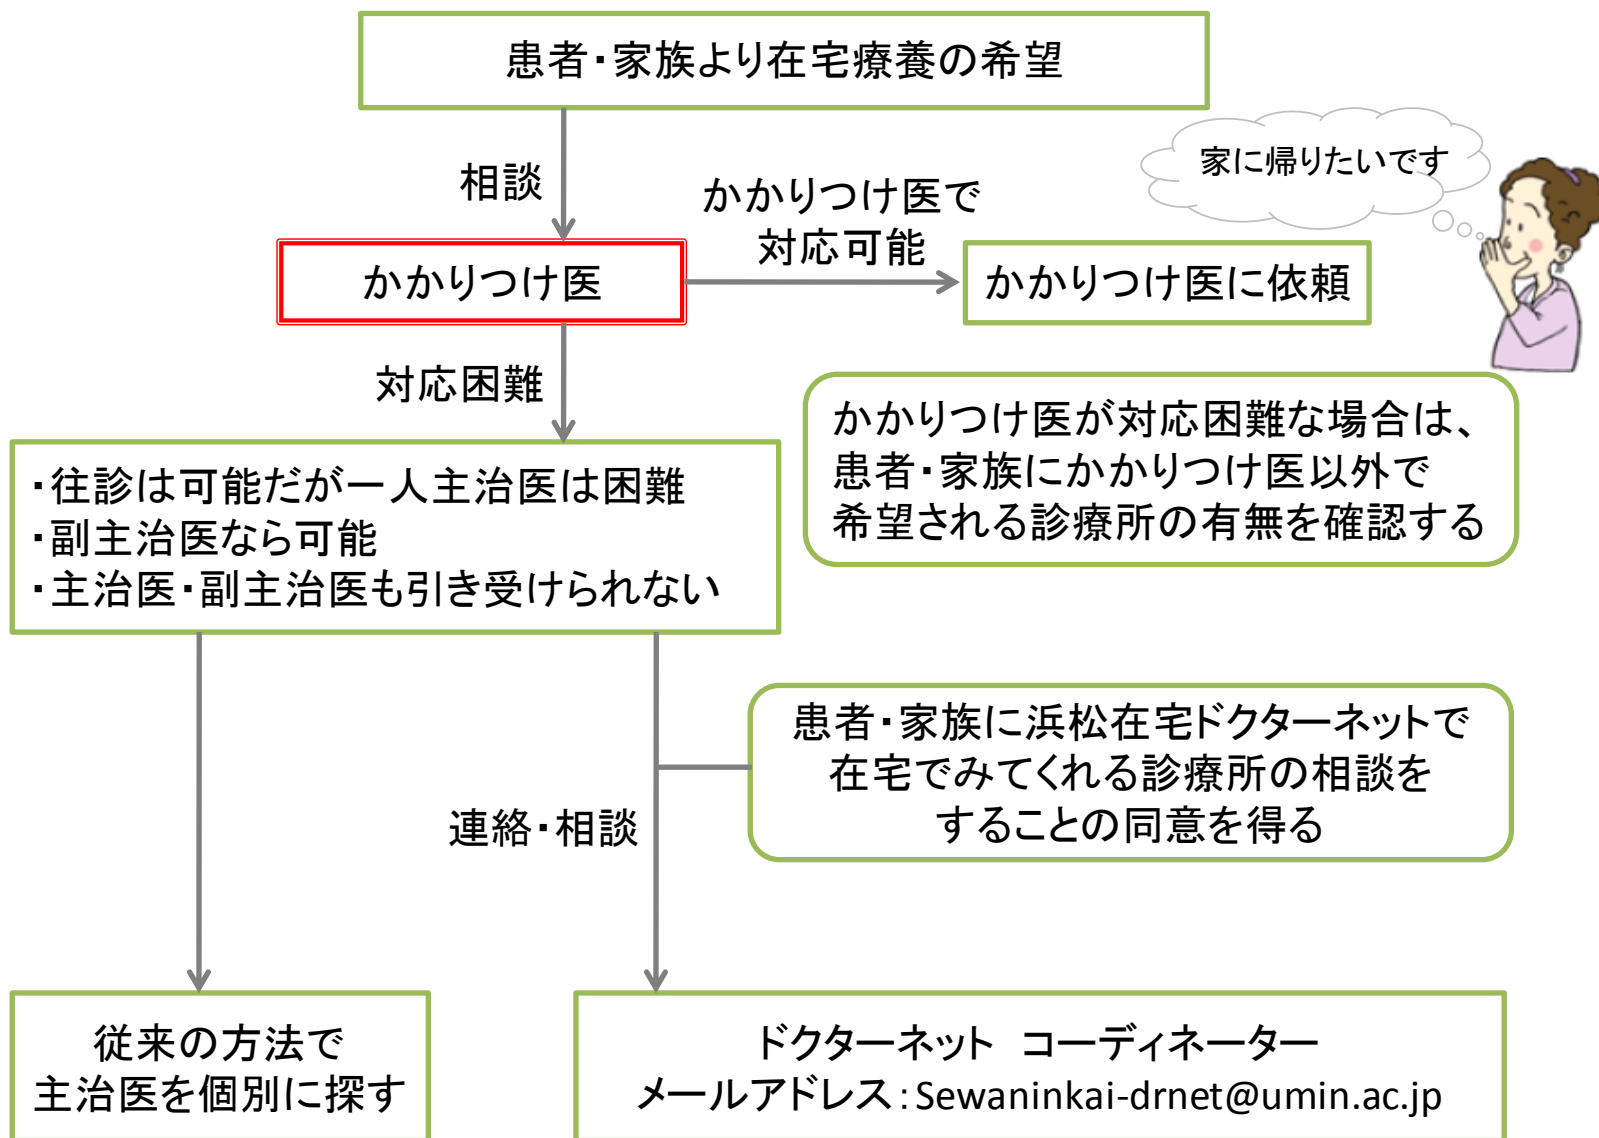 患者・家族より在宅療養の希望
家に帰りたいです
相談
かかりつけ医で
対応可能
かかりつけ医
かかりつけ医に依頼
対応困難
かかりつけ医が対応困難な場合は、
患者・家族にかかりつけ医以外で
希望される診療所の有無を確認する
・往診は可能だが一人主治医は困難
・副主治医なら可能
・主治医・副主治医も引き受けられない
患者・家族に浜松在宅ドクターネットで
在宅でみてくれる診療所の相談を
することの同意を得る
連絡・相談
従来の方法で
主治医を個別に探す
ドクターネット　コーディネーター
メールアドレス：Sewaninkai-drnet@umin.ac.jp